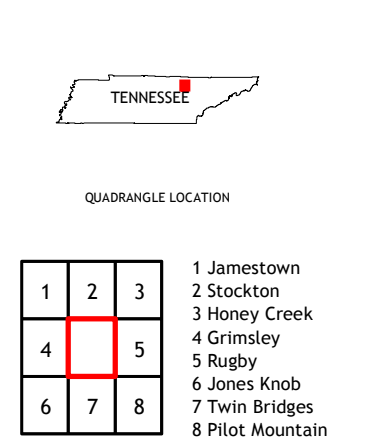 TENNESSEE
QUADRANGLE LOCATION
1 2 3
4 5
6 7 8
1 Jamestown
2 Stockton
3 Honey Creek
4 Grimsley
5 Rugby
6 Jones Knob
7 Twin Bridges
8 Pilot Mountain